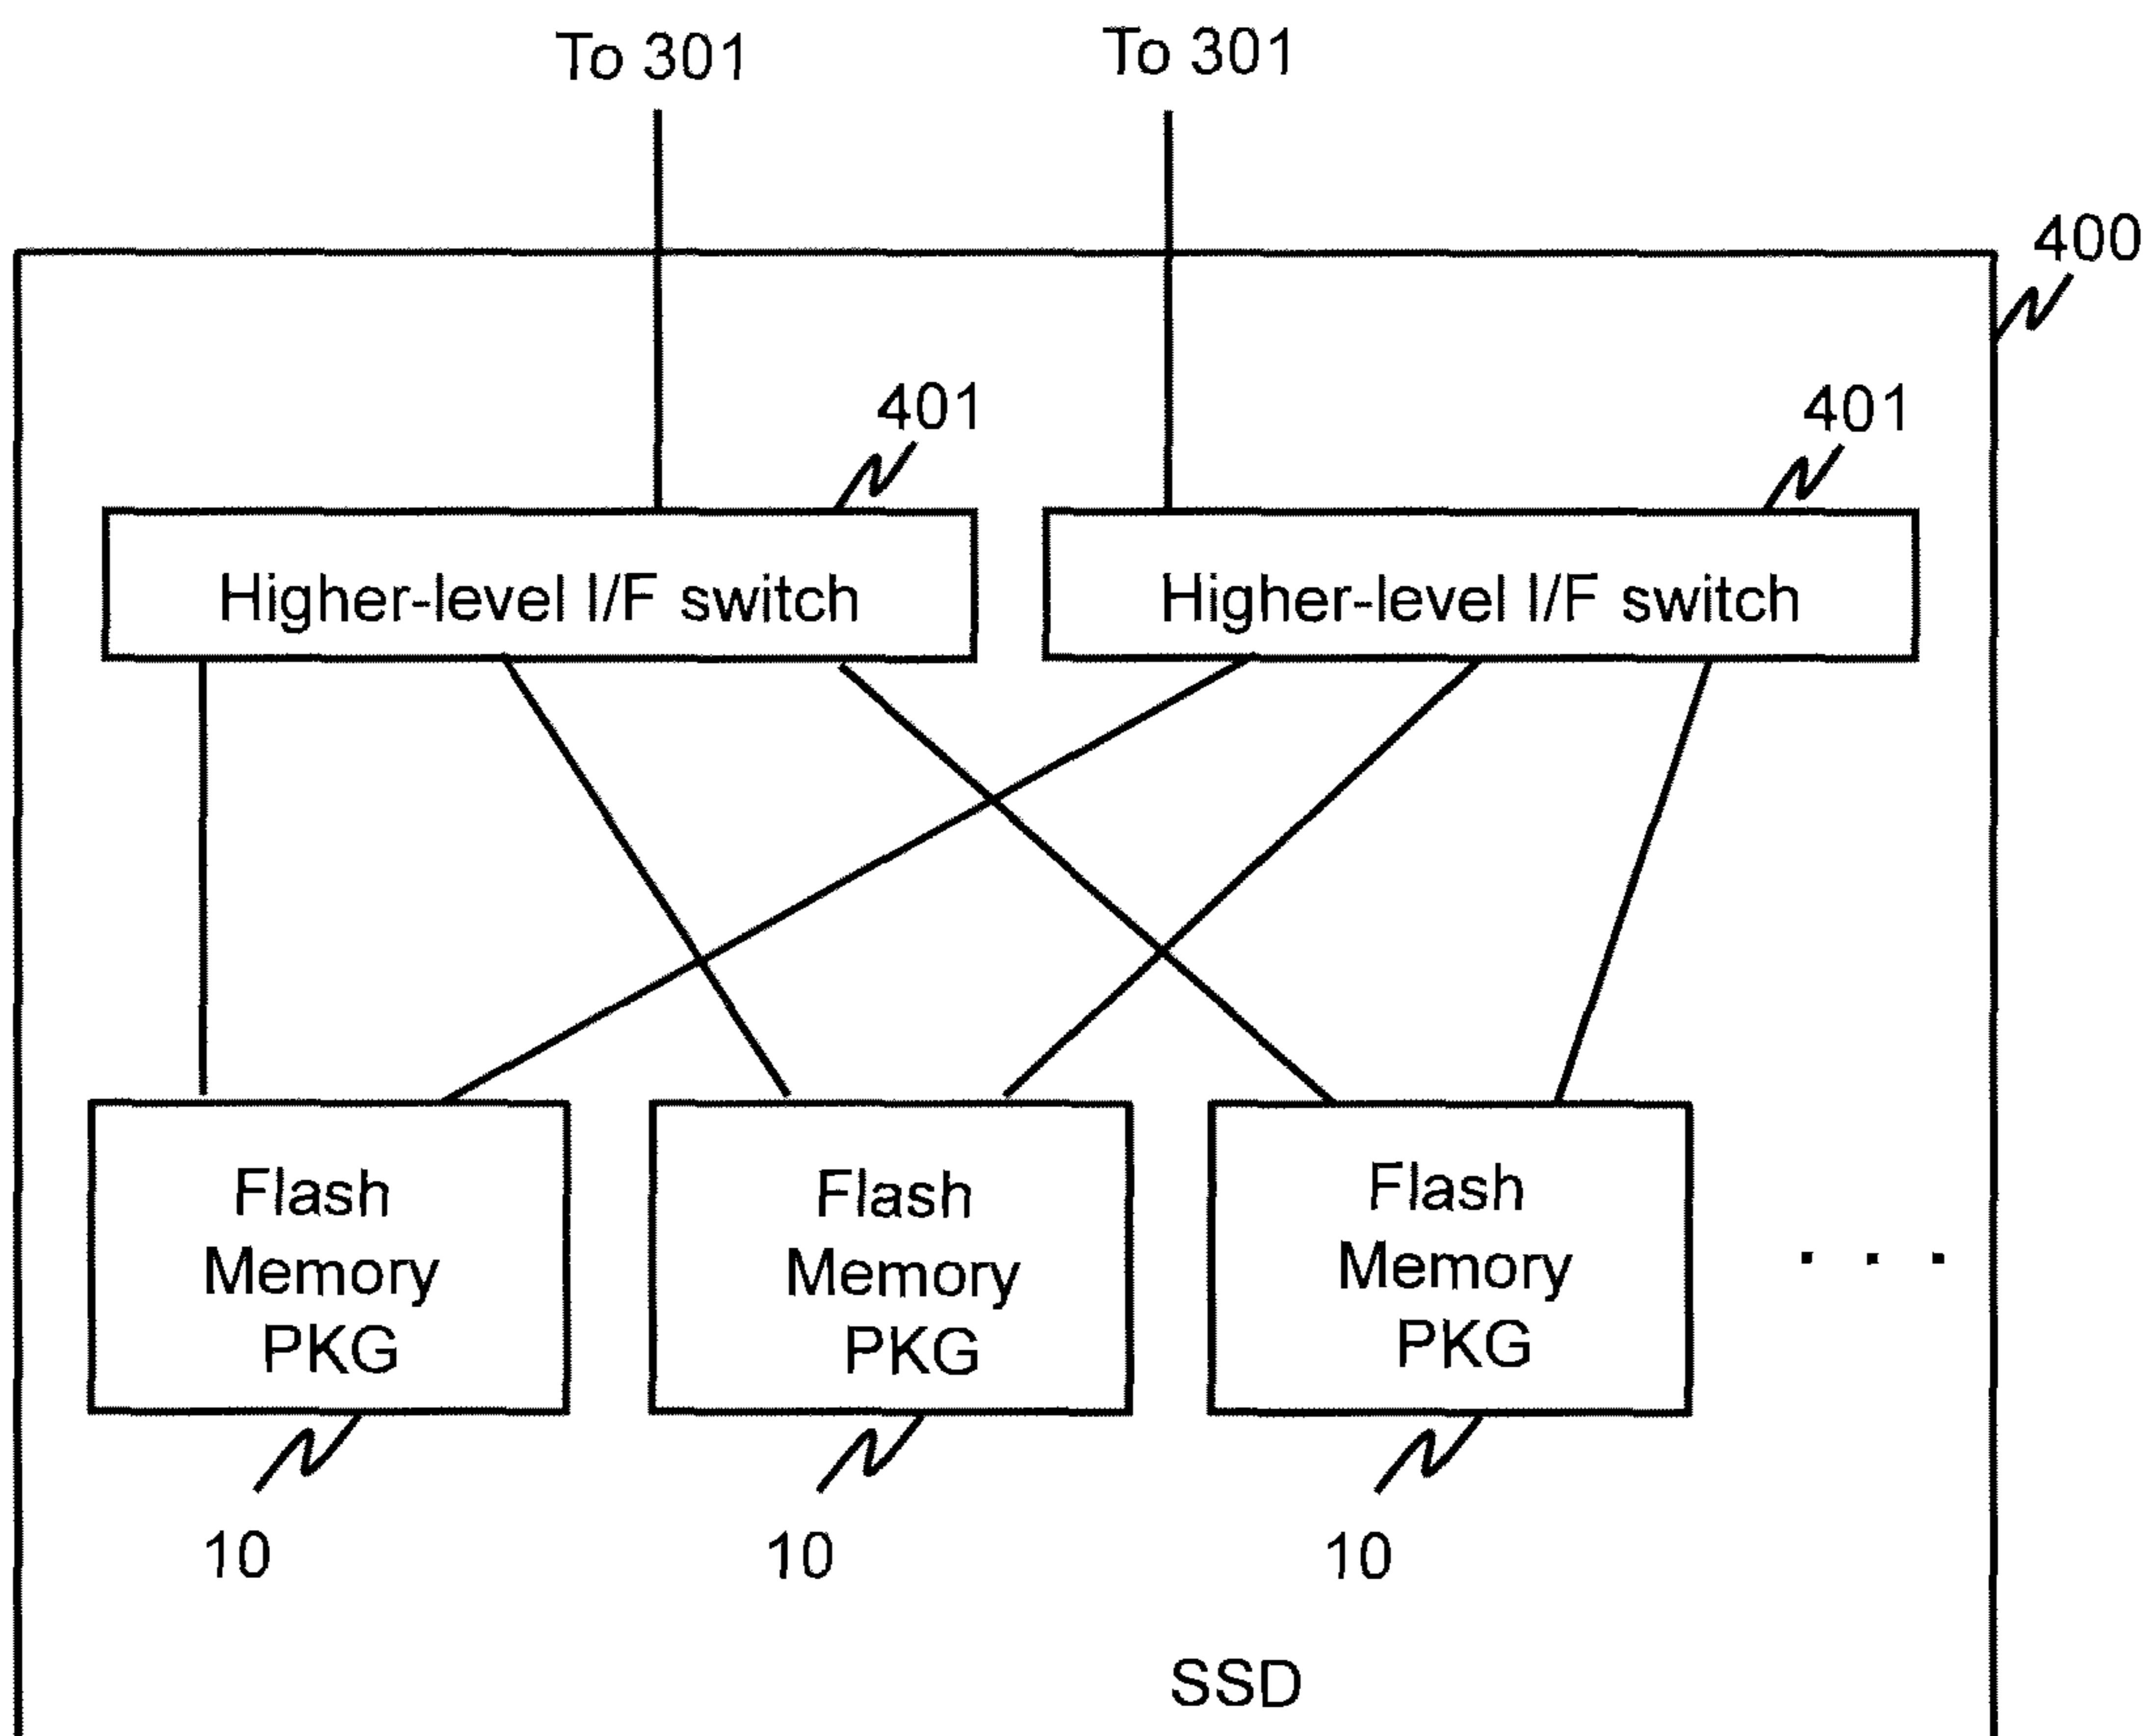 To 301
To 301
400
401
401
Higher-level I/F switch
Higher-level I/F switch
Flash
Memory
PKG
Flash
Memory
PKG
Flash
Memory
PKG
. . .
10
10
10
SSD